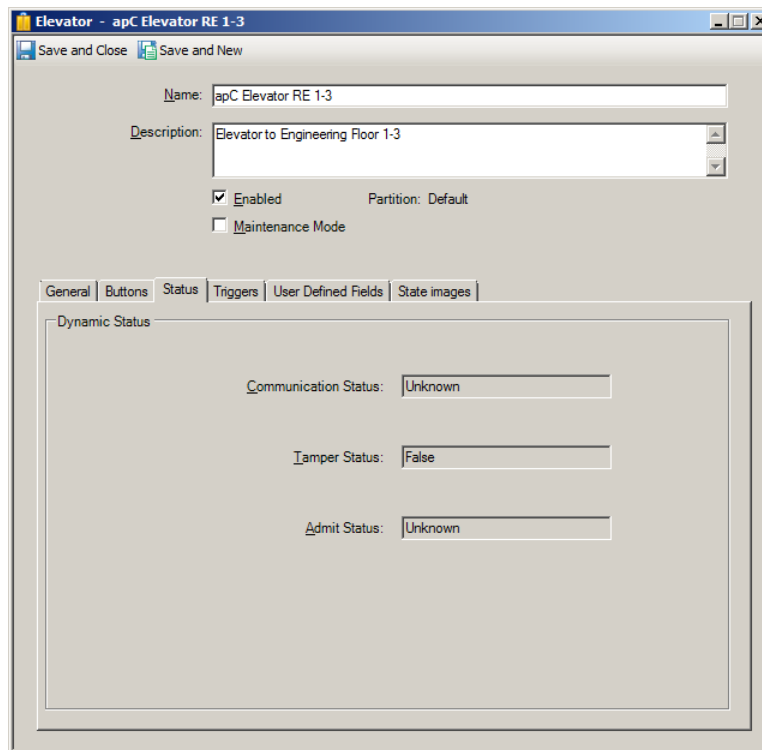 Elevator - apC Elevator RE 1-3
Save and Close Save and New
Name: apC Elevator RE 1-3
Description: Elevator to Engineering Floor 1-3
Enabled Partition: Default
Maintenance Mode
General Buttons Status Triggers User Defined Fields State images
Dynamic Status
Communication Status: Unknown
Tamper Status: False
Admit Status: Unknown